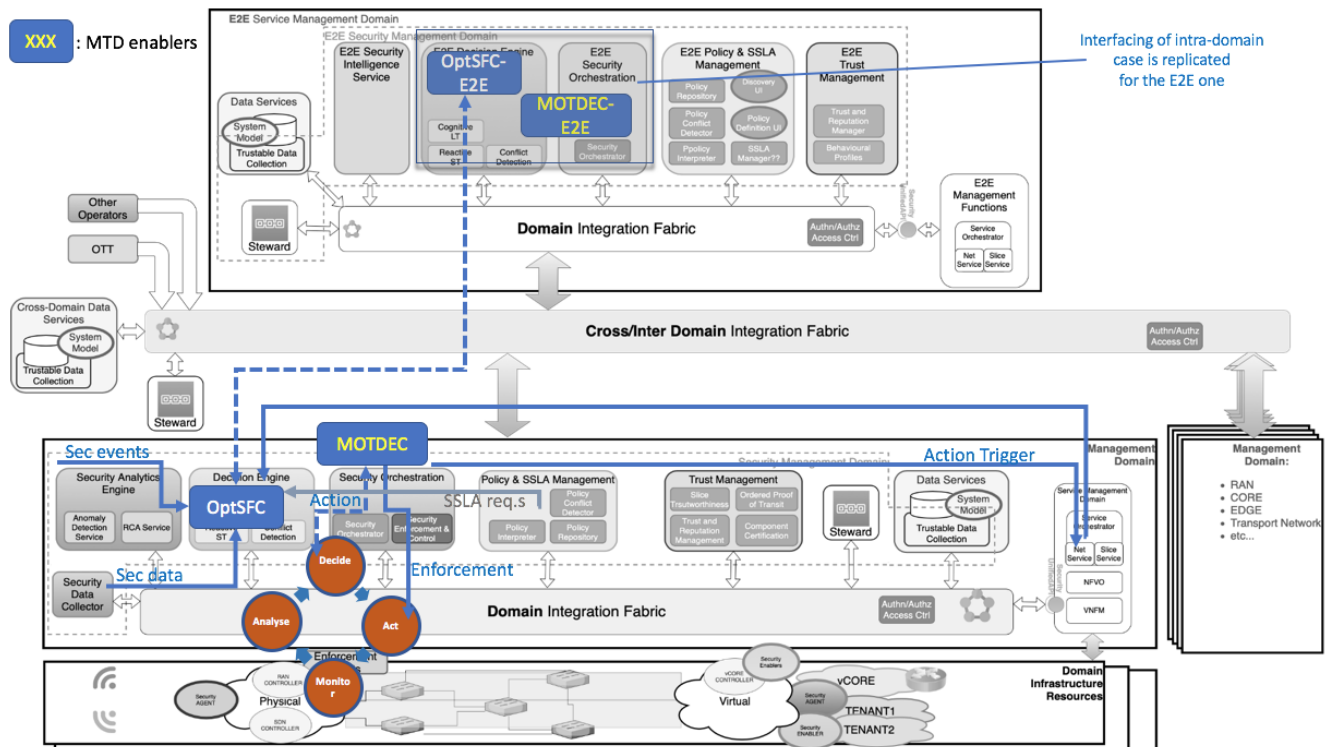 XXX
: MTD enablers
E2E Service Management Domain
E2E Security Management Domain
E2E Security
Intelligence
Service
E2E Decision Engine
OptSFC-
E2E
Cognitive
LT
Reactive
ST
Conflict
Detection
E2E
Security
Orchestration
MOTDEC-
E2E
Security
Orchestrator
E2E Policy & SSLA
Management
Policy
Repository
Discovery
UI
Policy
Conflict
Detector
Policy
Definition UI
Ppolicy
Interpreter
SSLA
Manager??
E2E
Trust
Management
Trust and
Reputation
Manager
Behavioural
Profiles
Interfacing of intra-domain
case is replicated
for the E2E one
Data Services
System
Model
Trustable Data
Collection
Steward
Domain Integration Fabric
Authn/Authz
Access Ctrl
Security
UnifiedAPI
E2E
Management
Functions
Service
Orchestrator
Net
Service
Slice
Service
Other
Operators
OTT
Cross-Domain Data
Services
System
Model
Trustable Data
Collection
Steward
Cross/Inter Domain Integration Fabric
Authn/Authz
Access Ctrl
MOTDEC
Sec events
Action Trigger
Management
Domain
Security Management Domain
Security Analytics
Engine
Anomaly
Detection
Service
RCA Service
Decision Engine
OptSFC
ST
Detection
Action
Security Orchestration
Security
Orchestrator
Security
Enforcement &
Control
SSLA req.s
Policy & SSLA Management
Policy
Conflict
Detector
Policy
Interpreter
Policy
Repository
Trust Management
Slice
Trustworthiness
Ordered Proof
of Transit
Trust and
Reputation
Management
Component
Certification
Steward
Data Services
System
Model
Trustable Data
Collection
Service Management
Domain
Service
Orchestrator
Net
Service
Slice
Service
NFVO
VNFM
Security
UnifiedAPI
Management
Domain:
• RAN
• CORE
• EDGE
• Transport Network
• etc...
Security
Data
Collector
Sec data
Decide
Enforcement
Analyse
Act
Domain Integration Fabric
Authn/Authz
Access Ctrl
Enforcement
Monito
r
Security
AGENT
RAN
CONTROLLER
Physical
SDN
CONTROLLER
vCORE
CONTROLLER
Virtual
Security
Enablers
vCORE
Security
AGENT
TENANT1
Security
ENABLER
TENANT2
Domain
Infrastructure
Resources